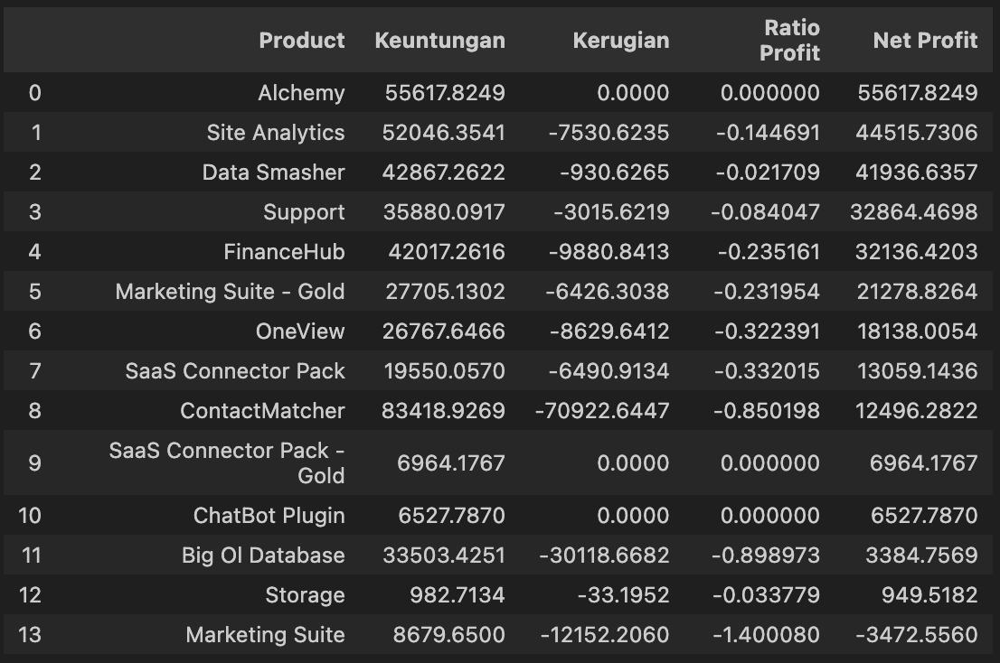 Product Keuntungan Kerugian Ratio Profit Net Profit
0 Alchemy 55617.8249 0.0000 0.000000 55617.8249
1 Site Analytics 52046.3541 -7530.6235 -0.144691 44515.7306
2 Data Smasher 42867.2622 -930.6265 -0.021709 41936.6357
3 Support 35880.0917 -3015.6219 -0.084047 32864.4698
4 FinanceHub 42017.2616 -9880.8413 -0.235161 32136.4203
5 Marketing Suite - Gold 27705.1302 -6426.3038 -0.231954 21278.8264
6 OneView 26767.6466 -8629.6412 -0.322391 18138.0054
7 SaaS Connector Pack 19550.0570 -6490.9134 -0.332015 13059.1436
8 ContactMatcher 83418.9269 -70922.6447 -0.850198 12496.2822
9 SaaS Connector Pack - Gold 6964.1767 0.0000 0.000000 6964.1767
10 ChatBot Plugin 6527.7870 0.0000 0.000000 6527.7870
11 Big Ol Database 33503.4251 -30118.6682 -0.898973 3384.7569
12 Storage 982.7134 -33.1952 -0.033779 949.5182
13 Marketing Suite 8679.6500 -12152.2060 -1.400080 -3472.5560